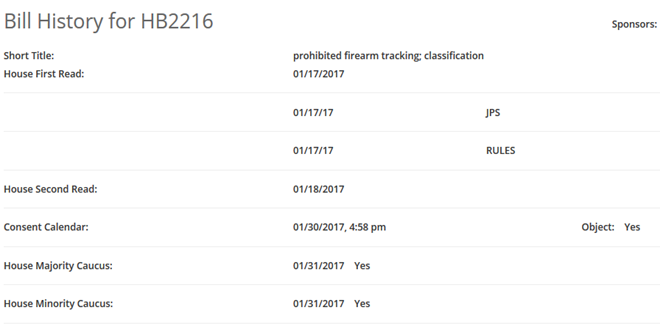 Bill History for HB2216
Sponsors:
Short Title: prohibited firearm tracking; classification
House First Read: 01/17/2017
01/17/17 JPS
01/17/17 RULES
House Second Read: 01/18/2017
Consent Calendar: 01/30/2017, 4:58 pm Object: Yes
House Majority Caucus: 01/31/2017 Yes
House Minority Caucus: 01/31/2017 Yes